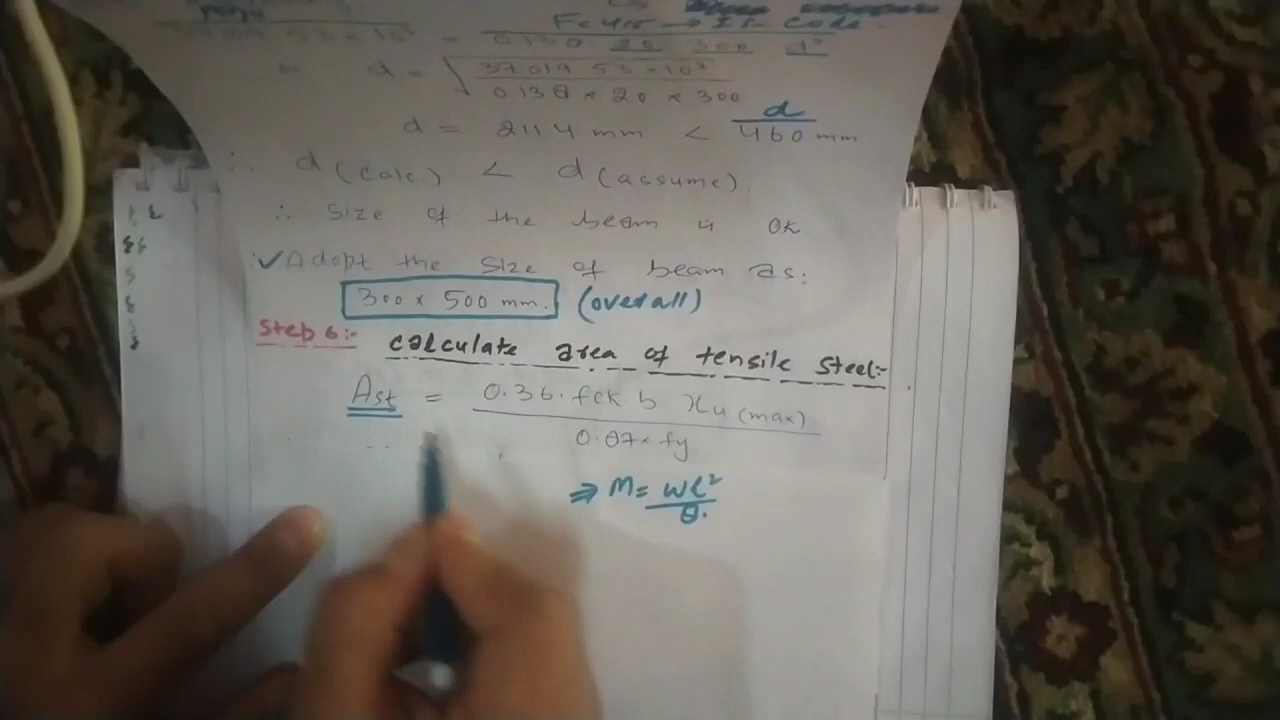 Fe415 → IS Code
= 0.138 20 300 d²
d = √ 37019.53 × 10³
0.138 × 20 × 300
d = 211.4 mm < d
460 mm
∴ d (calc) < d (assume).
∴ Size of the beam is OK
∴ ✓ Adopt the size of beam as:
300 × 500 mm. (overall)
Step 6:- Calculate area of tensile steel:-
Ast = 0.36. fck b xu (max)
0.87 × fy
⇒ M = wl²
8.